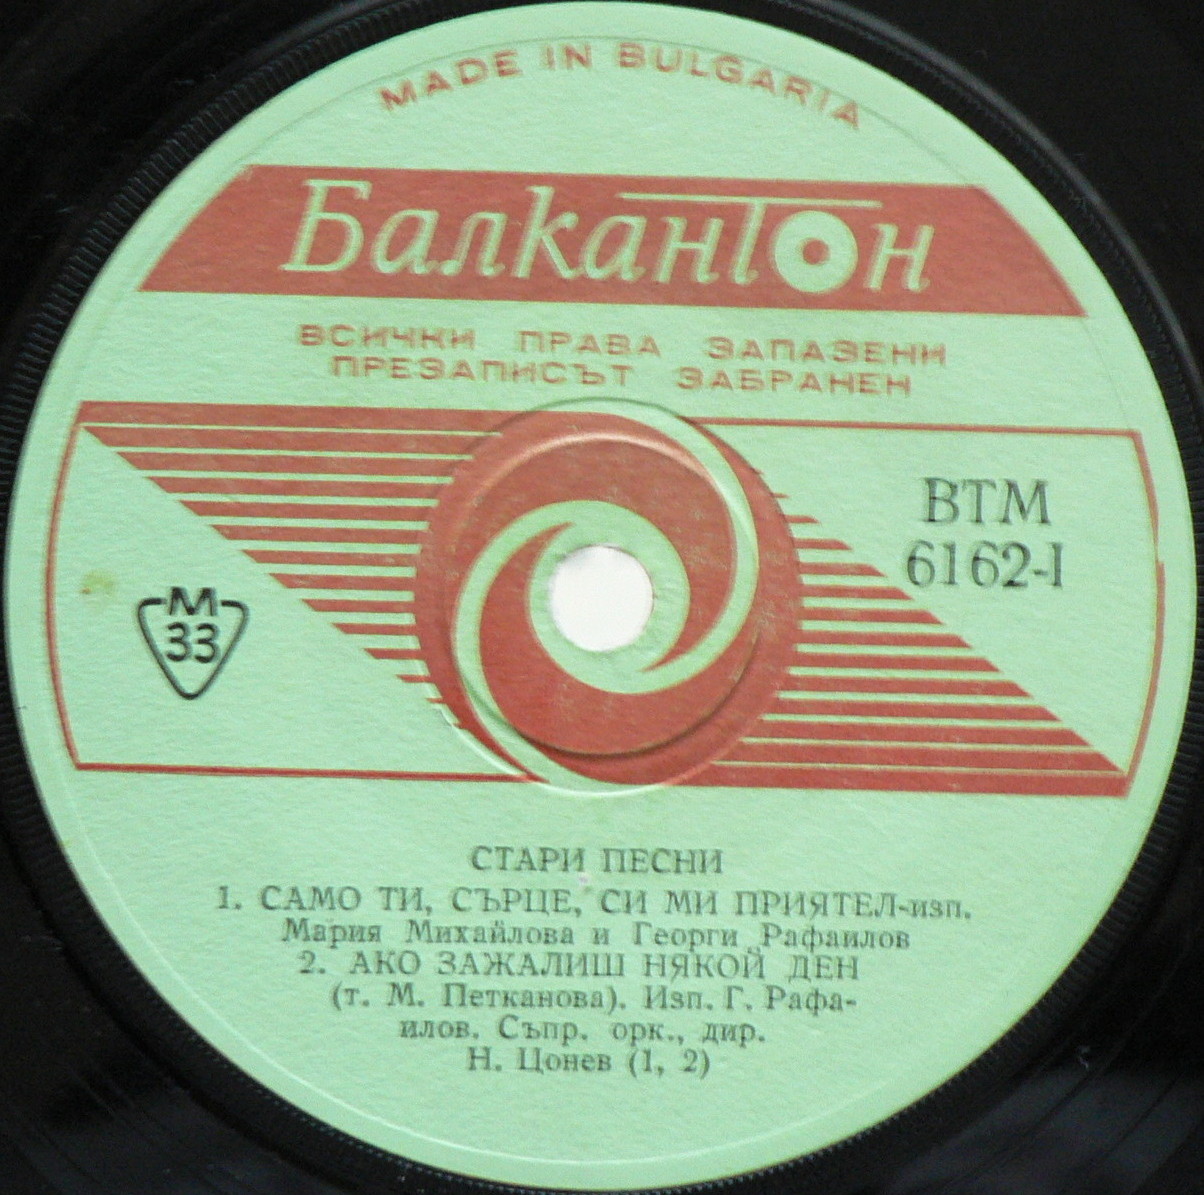 MADE IN BULGARIA
Балкантон
ВСИЧКИ ПРАВА ЗАПАЗЕНИ
ПРЕЗАПИСЪТ ЗАБРАНЕН
ВТМ
6162-I
М
33
СТАРИ ПЕСНИ
1. САМО ТИ, СЪРЦЕ, СИ МИ ПРИЯТЕЛ-изп.
Мария Михайлова и Георги Рафаилов
2. АКО ЗАЖАЛИШ НЯКОЙ ДЕН
(т. М. Петканова). Изп. Г. Рафа-
илов. Съпр. орк., дир.
Н. Цонев (1, 2)